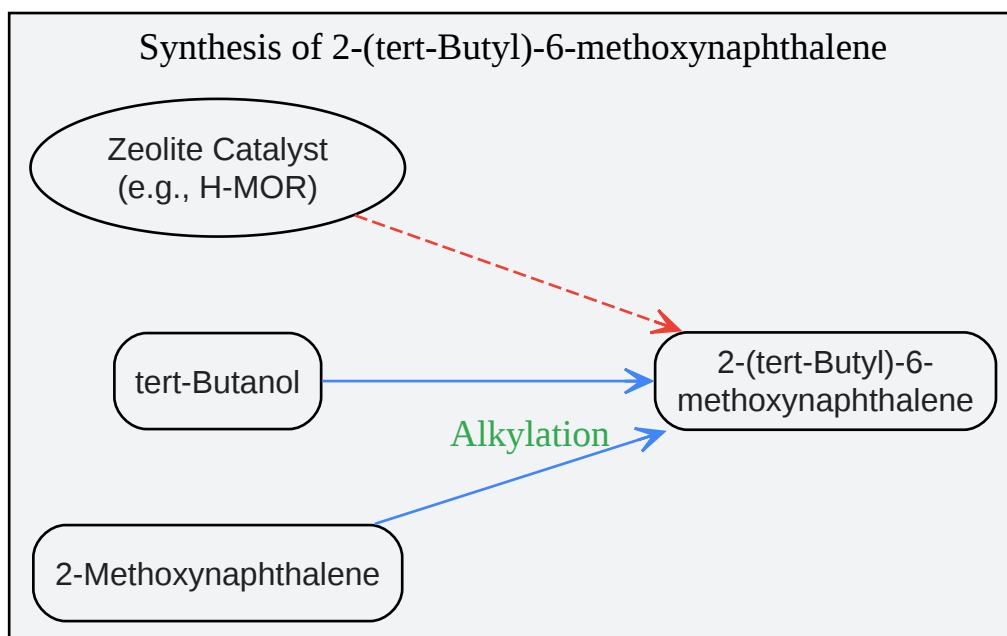 Synthesis of 2-(tert-Butyl)-6-methoxynaphthalene
Zeolite Catalyst
(e.g., H-MOR)
tert-Butanol
2-(tert-Butyl)-6-
methoxynaphthalene
Alkylation
2-Methoxynaphthalene